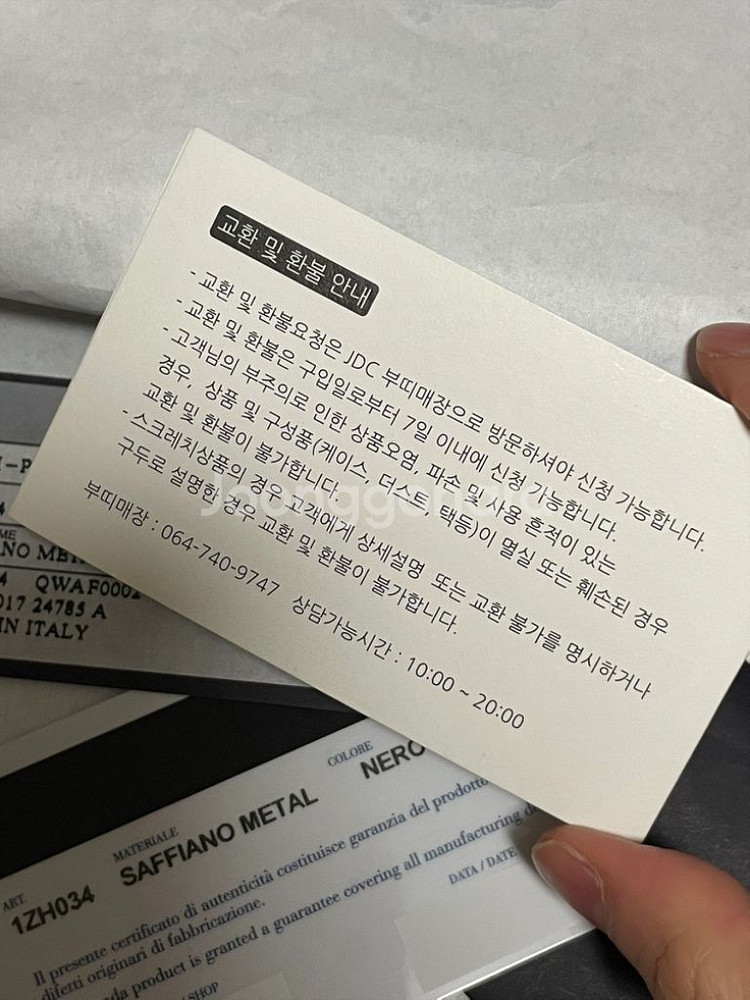 교환 및 환불 안내
- 교환 및 환불요청은 JDC 부띠매장으로 방문하셔야 신청 가능합니다.
- 교환 및 환불은 구입일로부터 7일 이내에 신청 가능합니다.
- 고객님의 부주의로 인한 상품오염, 파손 및 사용 흔적이 있는
경우, 상품 및 구성품(케이스, 더스트, 택등)이 멸실 또는 훼손된 경우
교환 및 환불이 불가합니다.
- 스크레치상품의 경우 고객에게 상세설명 또는 교환 불가를 명시하거나
구두로 설명한 경우 교환 및 환불이 불가합니다.
부띠매장 : 064-740-9747 상담가능시간 : 10:00 ~ 20:00
Joonggonara
QWAF0002
017 24785 A
IN ITALY
COLORE
NERO
MATERIALE
SAFFIANO METAL
ART.
1ZH034
Il presente certificato di autenticità costituisce garanzia del prodotto
difetti originari di fabbricazione.
product is granted a guarantee covering all manufacturing
DATA / DATE
SHOP